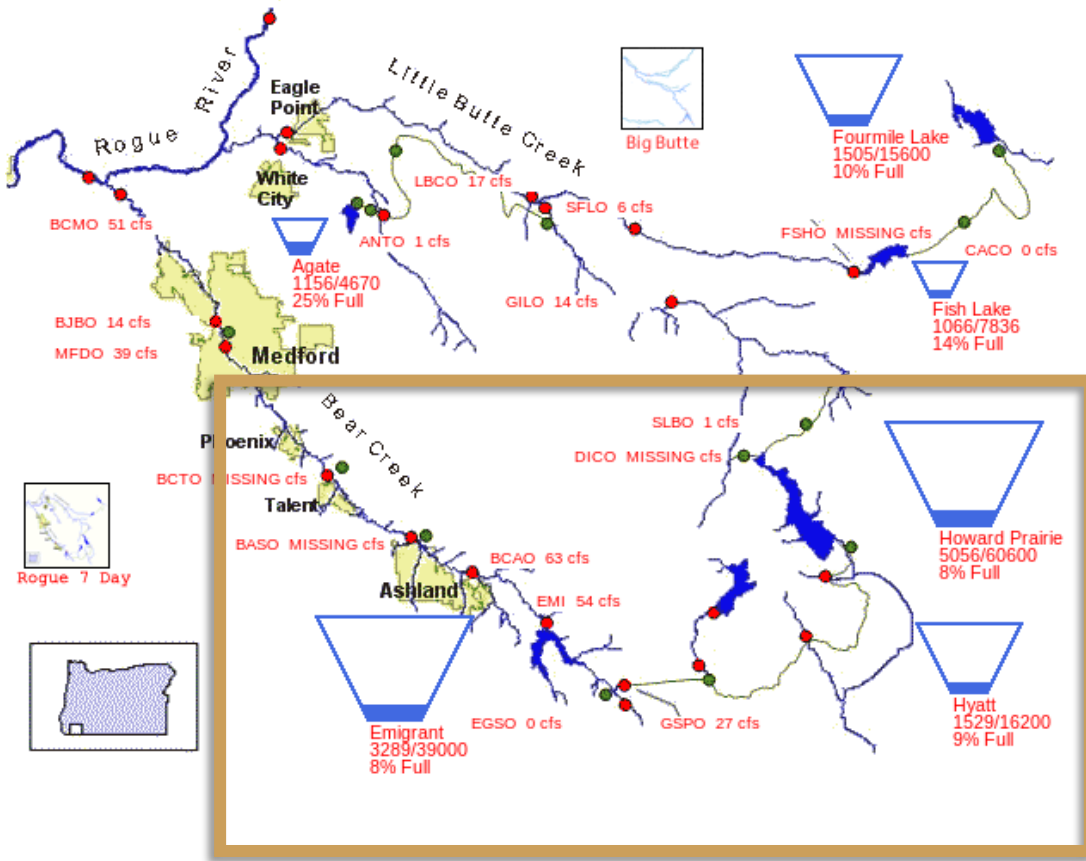 Rogue River
Eagle
Point
Little Butte Creek
Big Butte
Fourmile Lake
1505/15600
10% Full
White
City
LBCO 17 cfs
SFLO 6 cfs
BCMO 51 cfs
ANTO 1 cfs
FSHO MISSING cfs
CACO 0 cfs
Agate
1156/4670
25% Full
GILO 14 cfs
Fish Lake
1066/7836
14% Full
BJBO 14 cfs
MFDO 39 cfs
Medford
Bear Creek
Phoenix
SLBO 1 cfs
DICO MISSING cfs
BCTO MISSING cfs
Talent
Howard Prairie
5056/60600
8% Full
BASO MISSING cfs
BCAO 63 cfs
Rogue 7 Day
Ashland
EMI 54 cfs
EGSO 0 cfs
GSPO 27 cfs
Emigrant
3289/39000
8% Full
Hyatt
1529/16200
9% Full